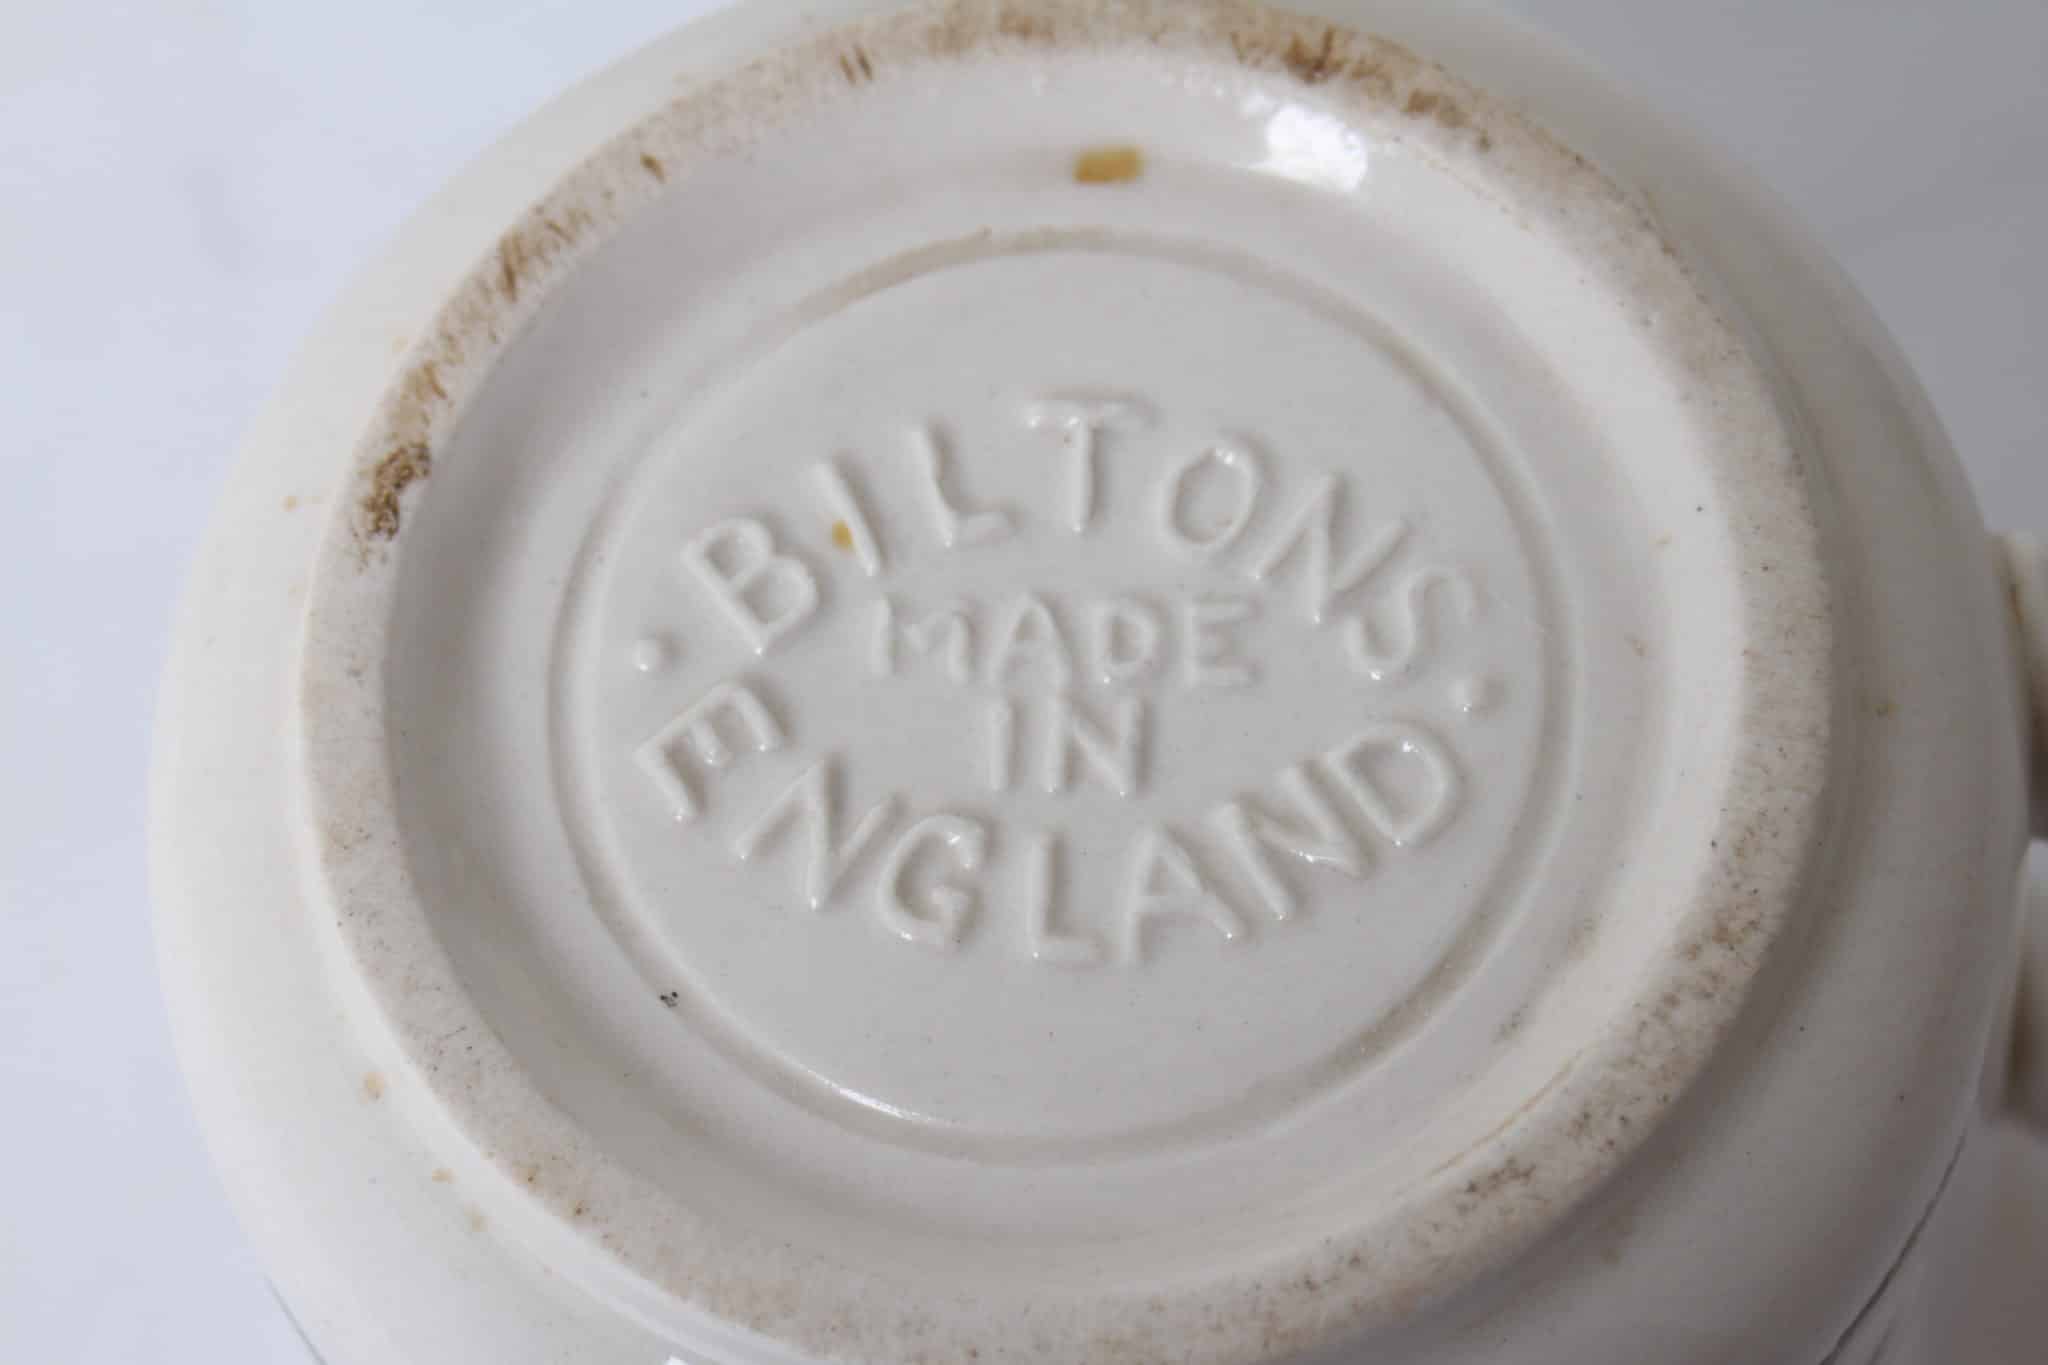 · BILTONS ·
MADE
IN
ENGLAND